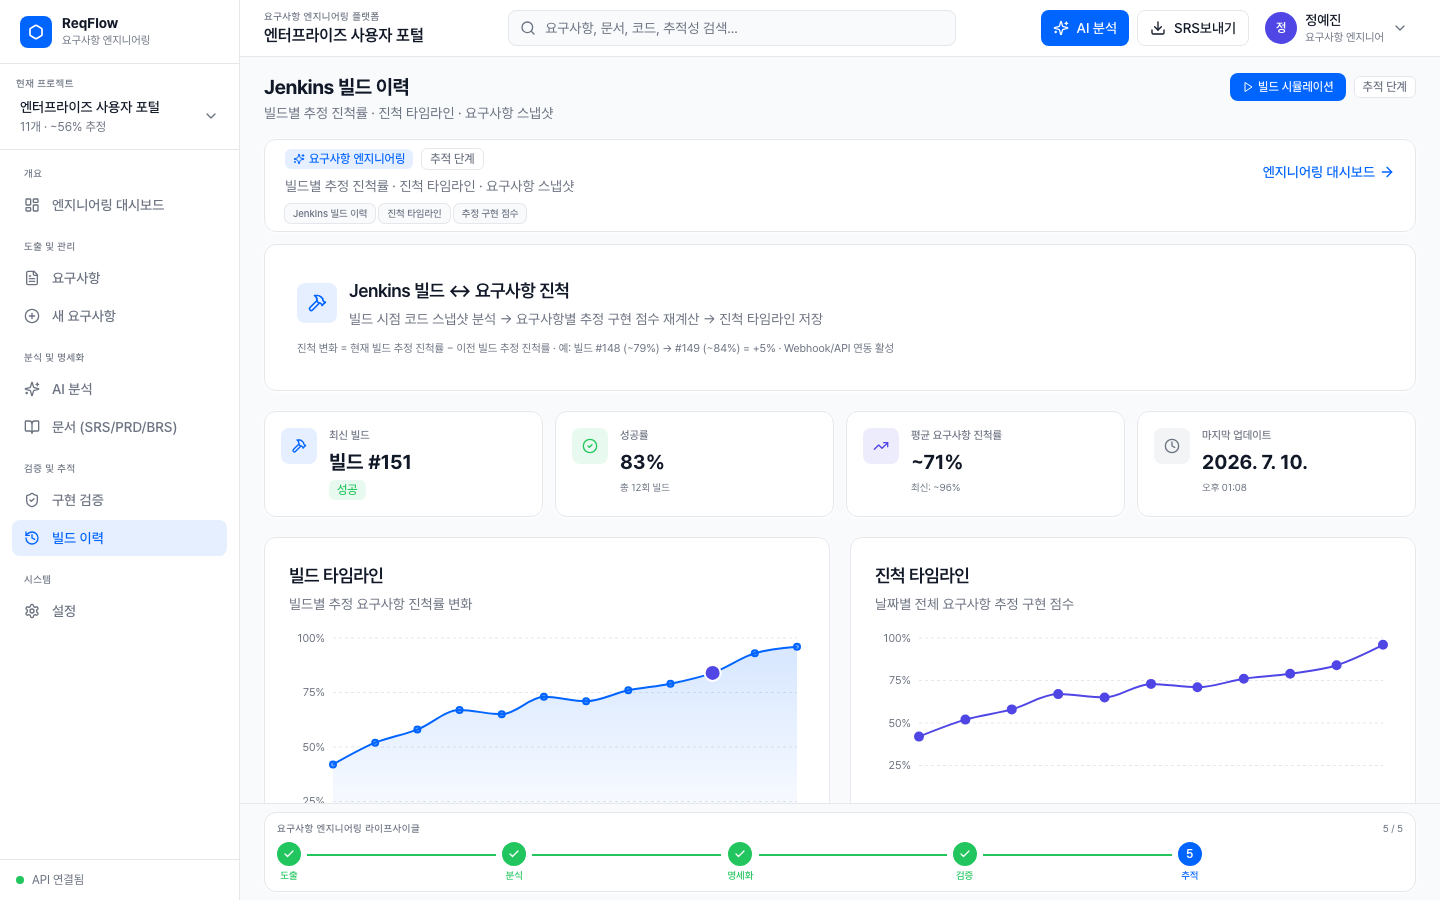 ReqFlow
요구사항 엔지니어링
현재 프로젝트
엔터프라이즈 사용자 포털
11개 · ~56% 추정
개요
엔지니어링 대시보드
도출 및 관리
요구사항
새 요구사항
분석 및 명세화
AI 분석
문서 (SRS/PRD/BRS)
검증 및 추적
구현 검증
빌드 이력
시스템
설정
API 연결됨
요구사항 엔지니어링 플랫폼
엔터프라이즈 사용자 포털
요구사항, 문서, 코드, 추적성 검색...
AI 분석
SRS보내기
정
정예진
요구사항 엔지니어
Jenkins 빌드 이력
빌드별 추정 진척률 · 진척 타임라인 · 요구사항 스냅샷
빌드 시뮬레이션
추적 단계
요구사항 엔지니어링
추적 단계
빌드별 추정 진척률 · 진척 타임라인 · 요구사항 스냅샷
Jenkins 빌드 이력
진척 타임라인
추정 구현 점수
엔지니어링 대시보드 →
Jenkins 빌드 ↔ 요구사항 진척
빌드 시점 코드 스냅샷 분석 → 요구사항별 추정 구현 점수 재계산 → 진척 타임라인 저장
진척 변화 = 현재 빌드 추정 진척률 − 이전 빌드 추정 진척률 · 예: 빌드 #148 (~79%) → #149 (~84%) = +5% · Webhook/API 연동 활성
최신 빌드
빌드 #151
성공
성공률
83%
총 12회 빌드
평균 요구사항 진척률
~71%
최신: ~96%
마지막 업데이트
2026. 7. 10.
오후 01:08
빌드 타임라인
빌드별 추정 요구사항 진척률 변화
100%
75%
50%
25%
진척 타임라인
날짜별 전체 요구사항 추정 구현 점수
100%
75%
50%
25%
요구사항 엔지니어링 라이프사이클
5 / 5
도출
분석
명세화
검증
5
추적